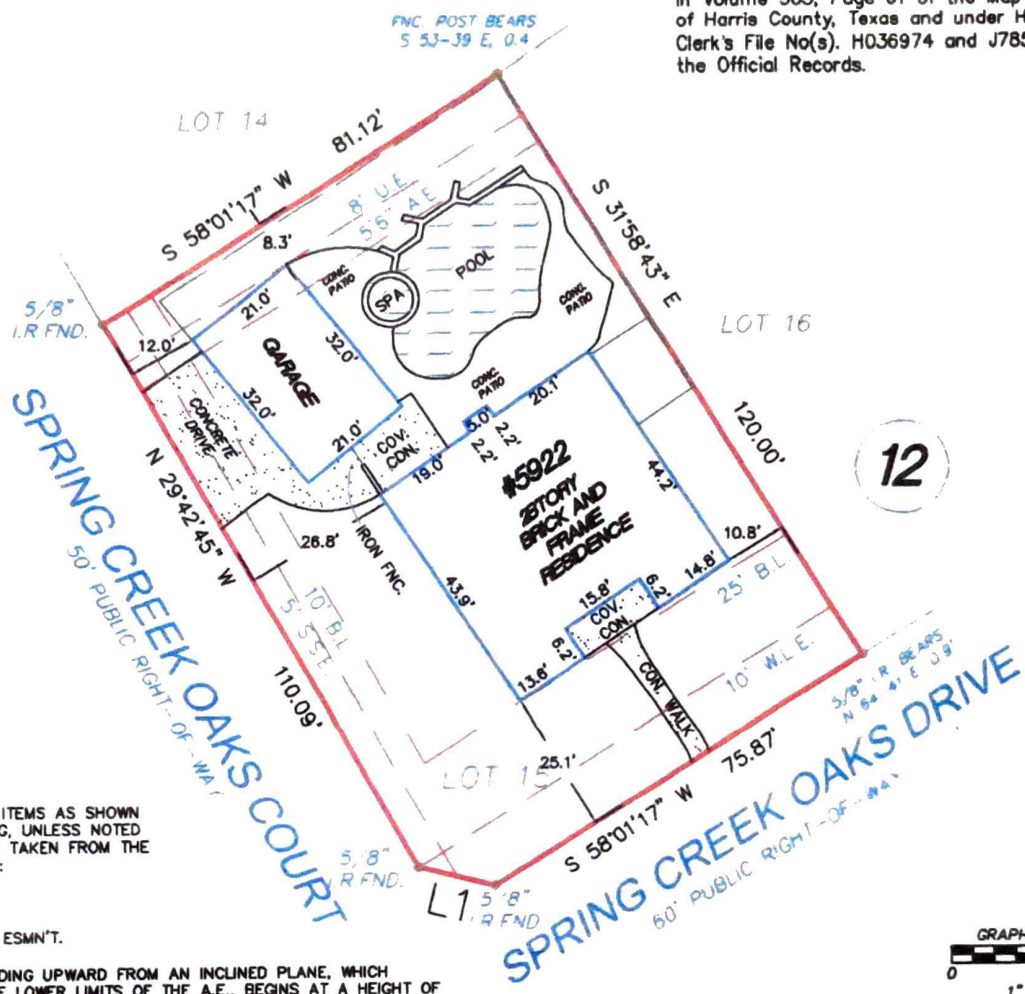 FNC. POST BEARS
S 53-39 E, 0.4
of Harris County, Texas and under H
Clerk's File No(s). H036974 and J785
the Official Records.
LOT 14
81.12'
S 58°01'17" W
8' U.E.
5'6" A.E.
8.3'
S 31°58'43" E
POOL
SPA
CONC.
PATIO
CONC.
PATIO
5/8"
I.R FND.
21.0'
12.0'
32.0'
GARAGE
LOT 16
CONC.
PATIO
20.1'
120.00'
CONCRETE
DRIVE
32.0'
21.0'
COV.
CON.
5.0'
2.2'
2.2'
19.0'
12
#5922
2STORY
BRICK AND
FRAME
RESIDENCE
44.2'
N 29°42'45" W
SPRING CREEK OAKS COURT
50' PUBLIC RIGHT-OF-WAY
26.8'
IRON FNC.
10.8'
14.8'
25' B.L.
10' B.L.
5' S.S.E.
43.9'
15.8'
COV.
CON.
6.2'
6.2'
13.6'
10' W.L.E.
CON. WALK
5/8" I.R BEARS
110.09'
25.1'
75.87'
LOT 15
S 58°01'17" W
SPRING CREEK OAKS DRIVE
60' PUBLIC RIGHT-OF-WAY
ITEMS AS SHOWN
G, UNLESS NOTED
TAKEN FROM THE
5/8"
I.R FND.
L1
5/8"
I.R FND
ESMN'T.
DING UPWARD FROM AN INCLINED PLANE, WHICH
E LOWER LIMITS OF THE A.E., BEGINS AT A HEIGHT OF
GRAPH
0
1"